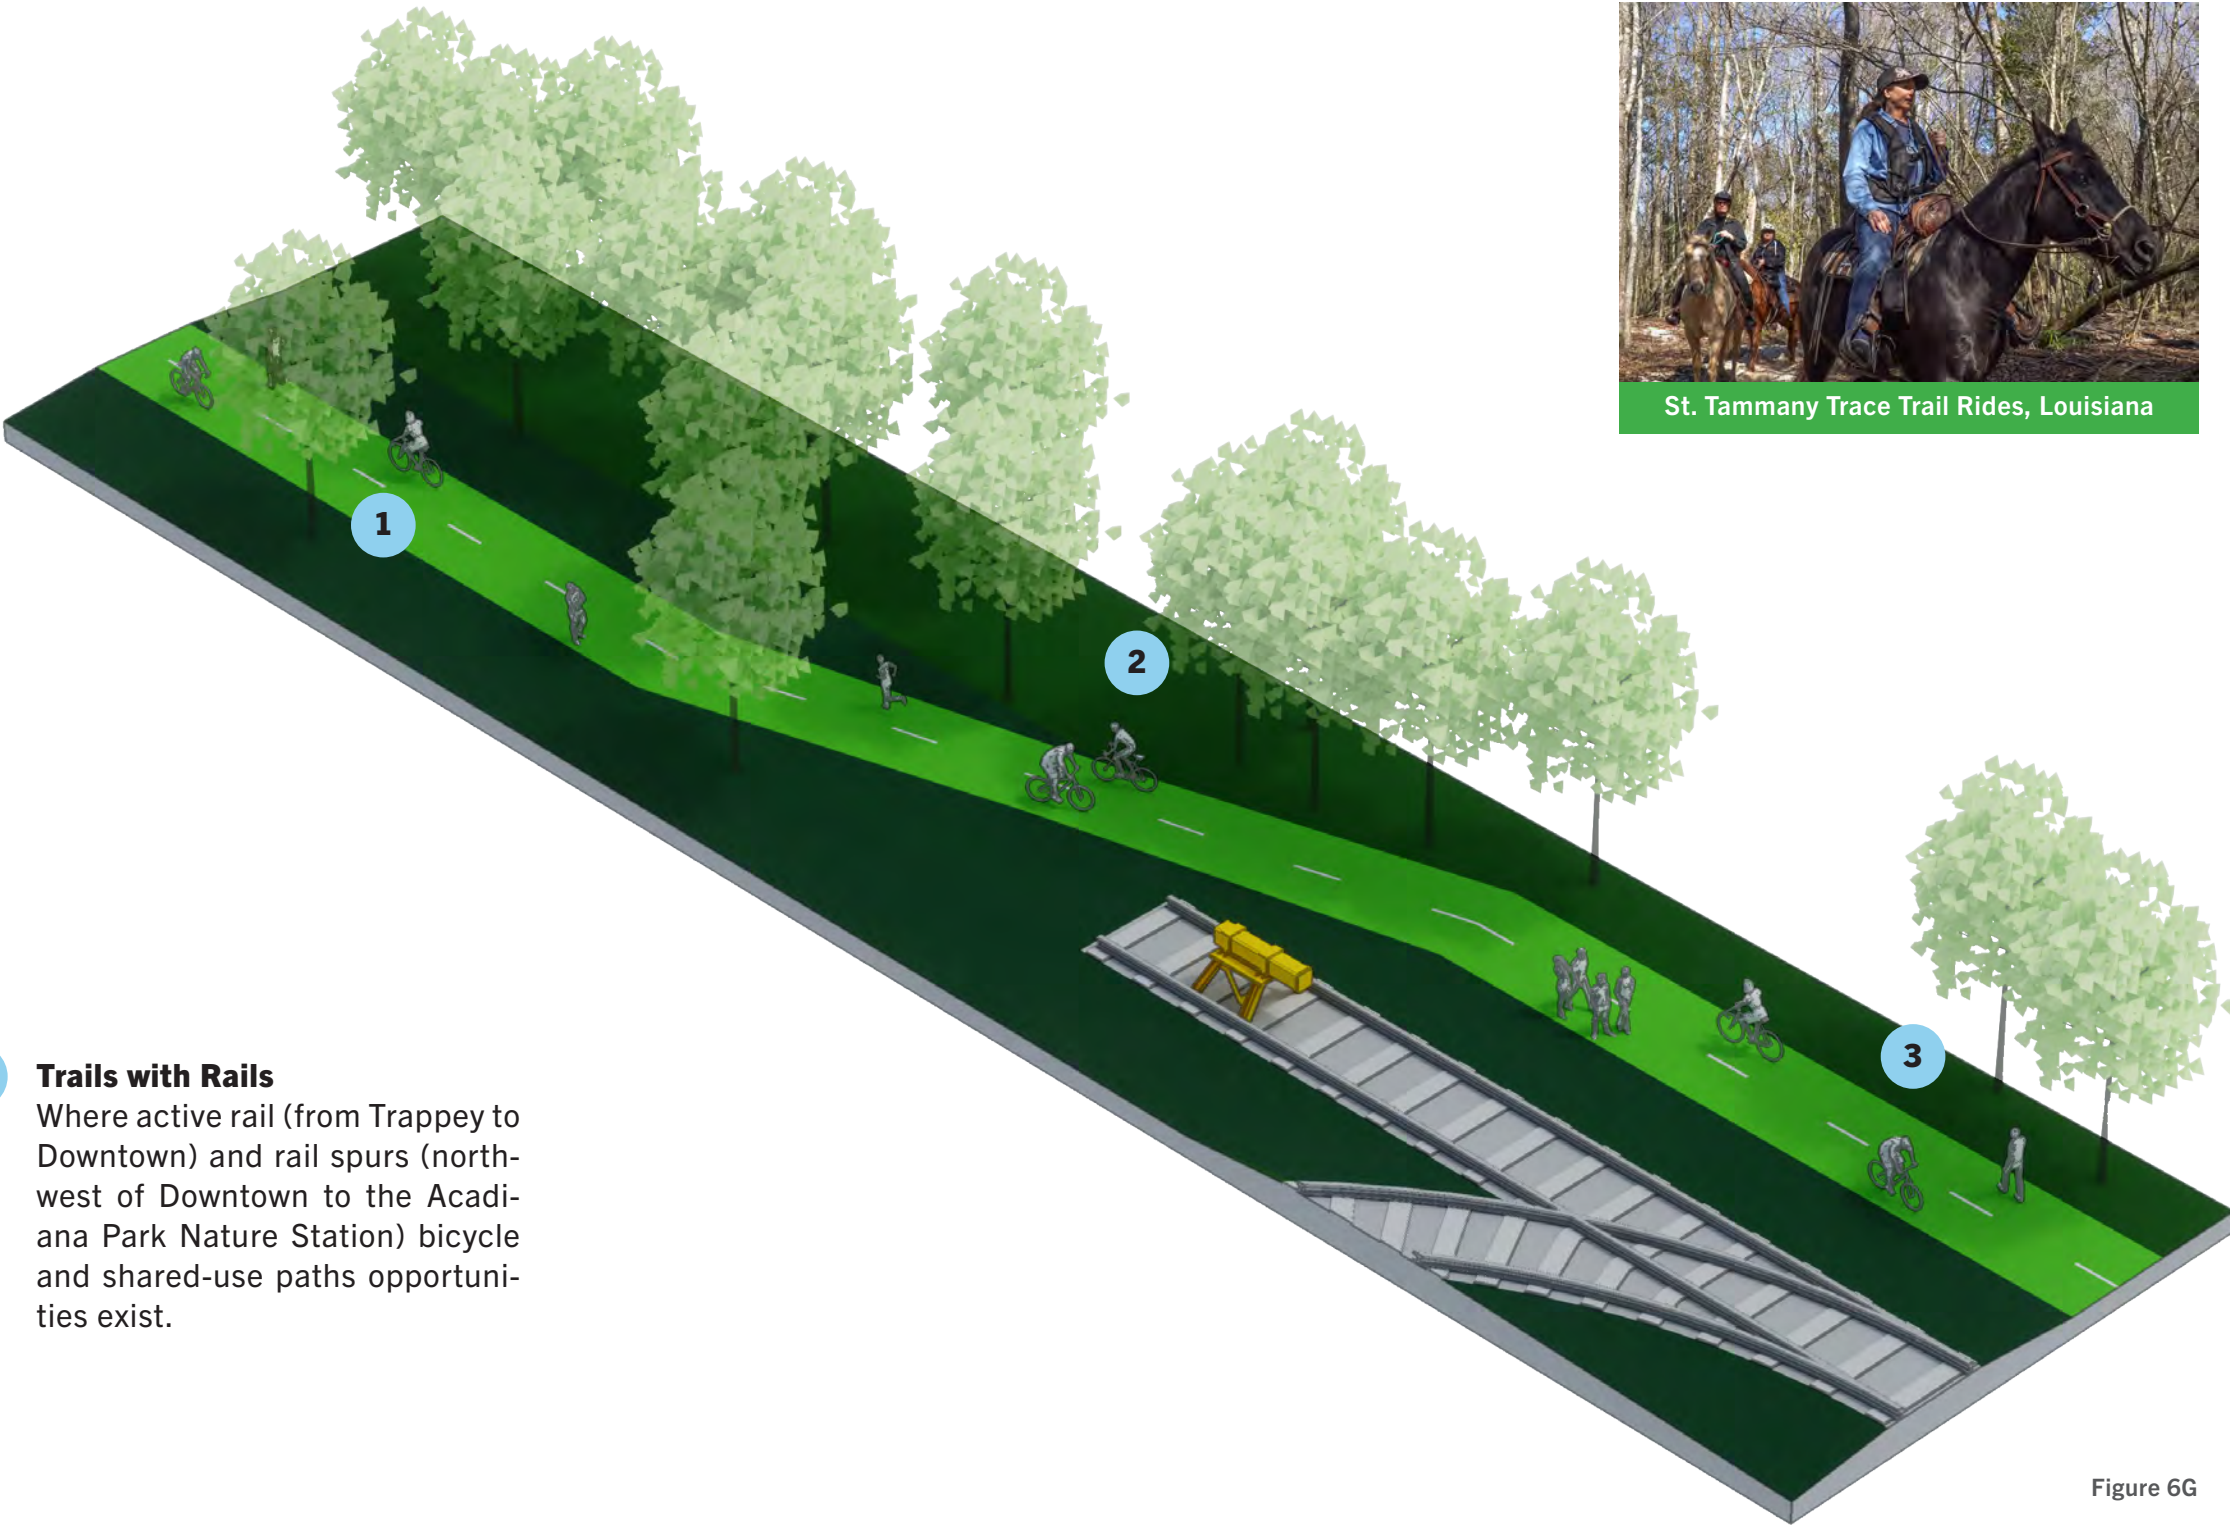 St. Tammany Trace Trail Rides, Louisiana
1
2
3
Trails with Rails
Where active rail (from Trappey to
Downtown) and rail spurs (north-
west of Downtown to the Acadi-
ana Park Nature Station) bicycle
and shared-use paths opportuni-
ties exist.
Figure 6G